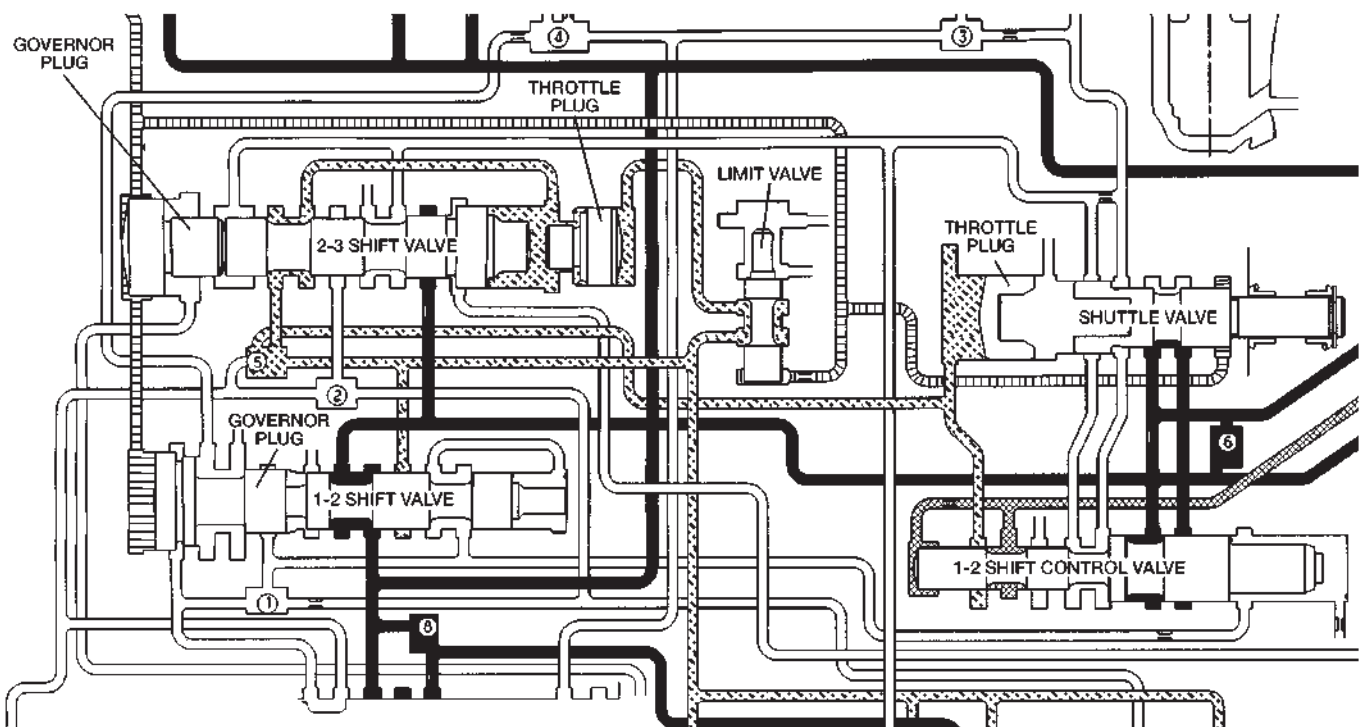 ④
③
GOVERNOR
PLUG
THROTTLE
PLUG
LIMIT VALVE
THROTTLE
PLUG
2-3 SHIFT VALVE
SHUTTLE VALVE
⑤
②
GOVERNOR
PLUG
⑥
1-2 SHIFT VALVE
1-2 SHIFT CONTROL VALVE
①
⑧